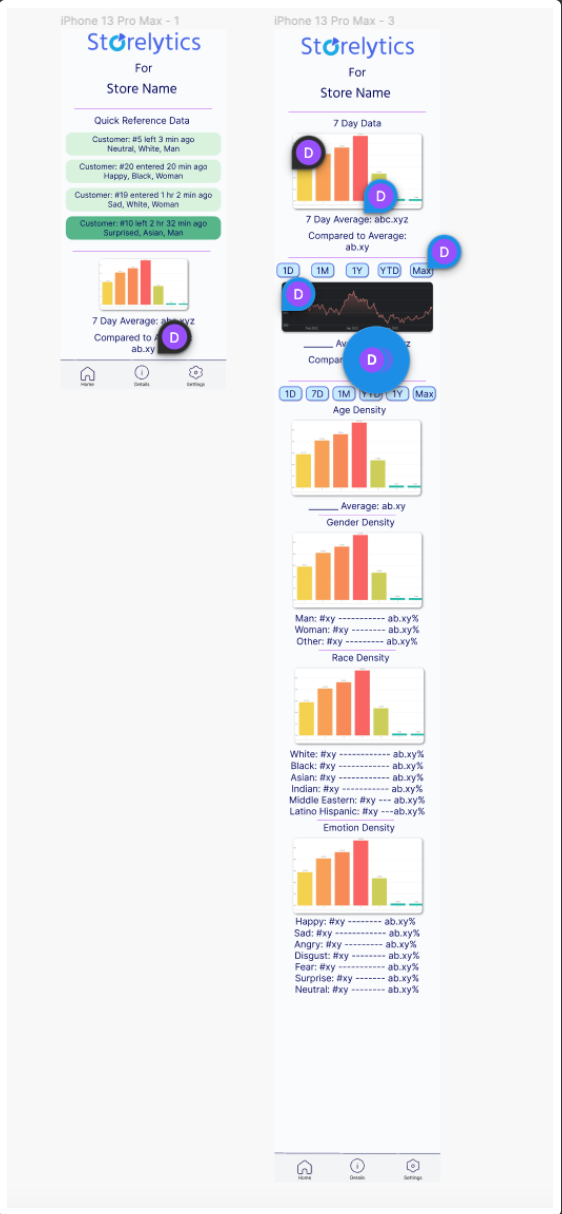 iPhone 13 Pro Max - 1
Storelytics
For
Store Name
Quick Reference Data
Customer: #5 left 3 min ago
Neutral, White, Man
Customer: #20 entered 20 min ago
Happy, Black, Woman
Customer: #19 entered 1 hr 2 min ago
Sad, White, Woman
Customer: #10 left 2 hr 32 min ago
Surprised, Asian, Man
7 Day Average: abc.xyz
Compared to A
ab.xy
D
Home
Details
Settings
iPhone 13 Pro Max - 3
Storelytics
For
Store Name
7 Day Data
D
D
7 Day Average: abc.xyz
Compared to Average:
ab.xy
D
1D 1M 1Y YTD Max
D
_____ Av
Compar
D
1D 7D 1M YTD 1Y Max
Age Density
_____ Average: ab.xy
Gender Density
Man: #xy ----------- ab.xy%
Woman: #xy -------- ab.xy%
Other: #xy --------- ab.xy%
Race Density
White: #xy ------------ ab.xy%
Black: #xy ------------ ab.xy%
Asian: #xy ------------ ab.xy%
Indian: #xy ------------ ab.xy%
Middle Eastern: #xy --- ab.xy%
Latino Hispanic: #xy ---ab.xy%
Emotion Density
Happy: #xy -------- ab.xy%
Sad: #xy ------------ ab.xy%
Angry: #xy --------- ab.xy%
Disgust: #xy -------- ab.xy%
Fear: #xy ----------- ab.xy%
Surprise: #xy ------- ab.xy%
Neutral: #xy -------- ab.xy%
Home
Details
Settings